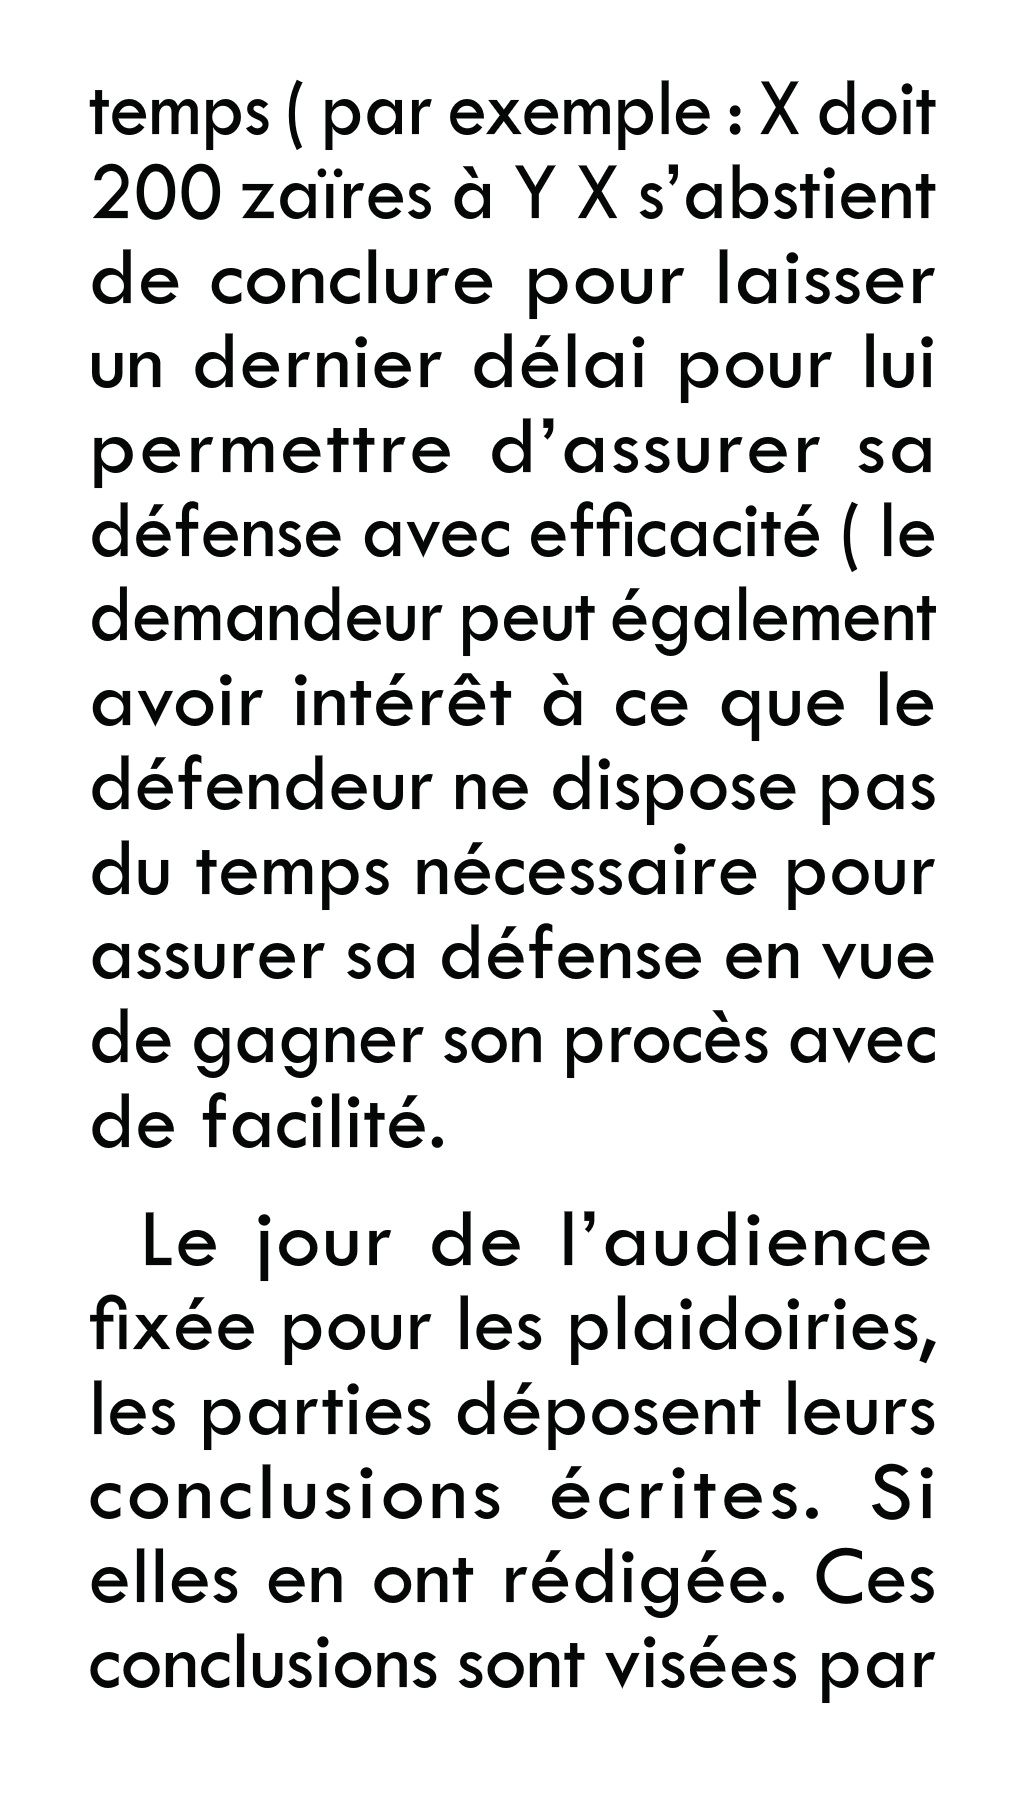 temps ( par exemple : X doit
200 zaïres à Y X s’abstient
de conclure pour laisser
un dernier délai pour lui
permettre d’assurer sa
défense avec efficacité ( le
demandeur peut également
avoir intérêt à ce que le
défendeur ne dispose pas
du temps nécessaire pour
assurer sa défense en vue
de gagner son procès avec
de facilité.
Le jour de l’audience
fixée pour les plaidoiries,
les parties déposent leurs
conclusions écrites. Si
elles en ont rédigée. Ces
conclusions sont visées par